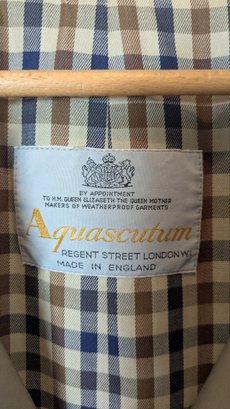 BY APPOINTMENT
TO H.M. QUEEN ELIZABETH THE QUEEN MOTHER
MAKERS OF WEATHERPROOF GARMENTS
Aquascutum
REGENT STREET LONDON W1
MADE IN ENGLAND